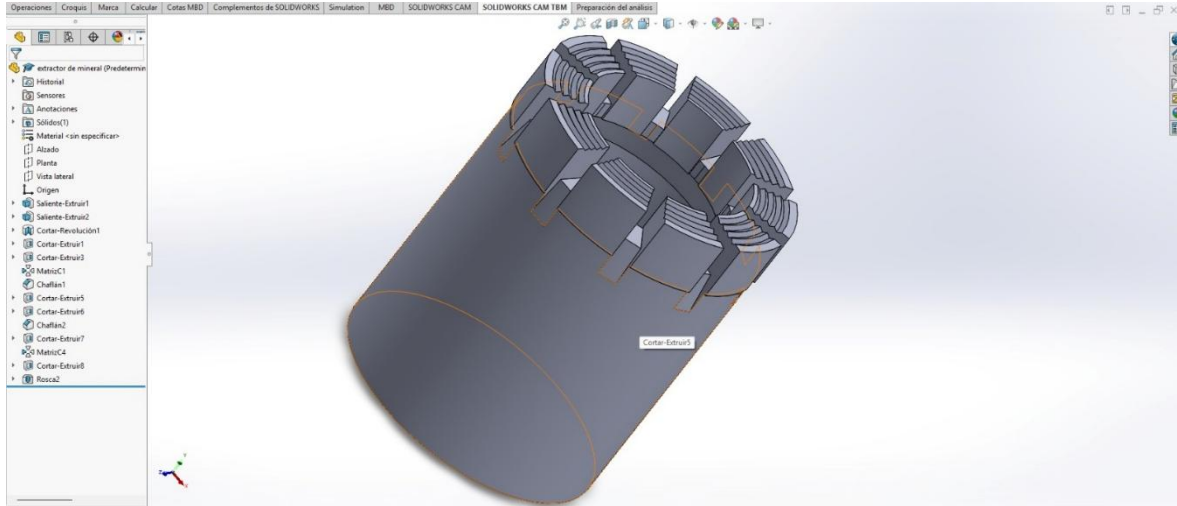 Operaciones Croquis Marca Calcular Cotas MBD Complementos de SOLIDWORKS Simulation MBD SOLIDWORKS CAM SOLIDWORKS CAM TBM Preparación del análisis
extractor de mineral (Predetermin
Historial
Sensores
Anotaciones
Sólidos(1)
Material <sin especificar>
Alzado
Planta
Vista lateral
Origen
Saliente-Extruir1
Saliente-Extruir2
Cortar-Revolución1
Cortar-Extruir1
Cortar-Extruir3
MatrizC1
Chaflán1
Cortar-Extruir5
Cortar-Extruir6
Chaflán2
Cortar-Extruir7
MatrizC4
Cortar-Extruir8
Rosca2
Cortar-Extruir5